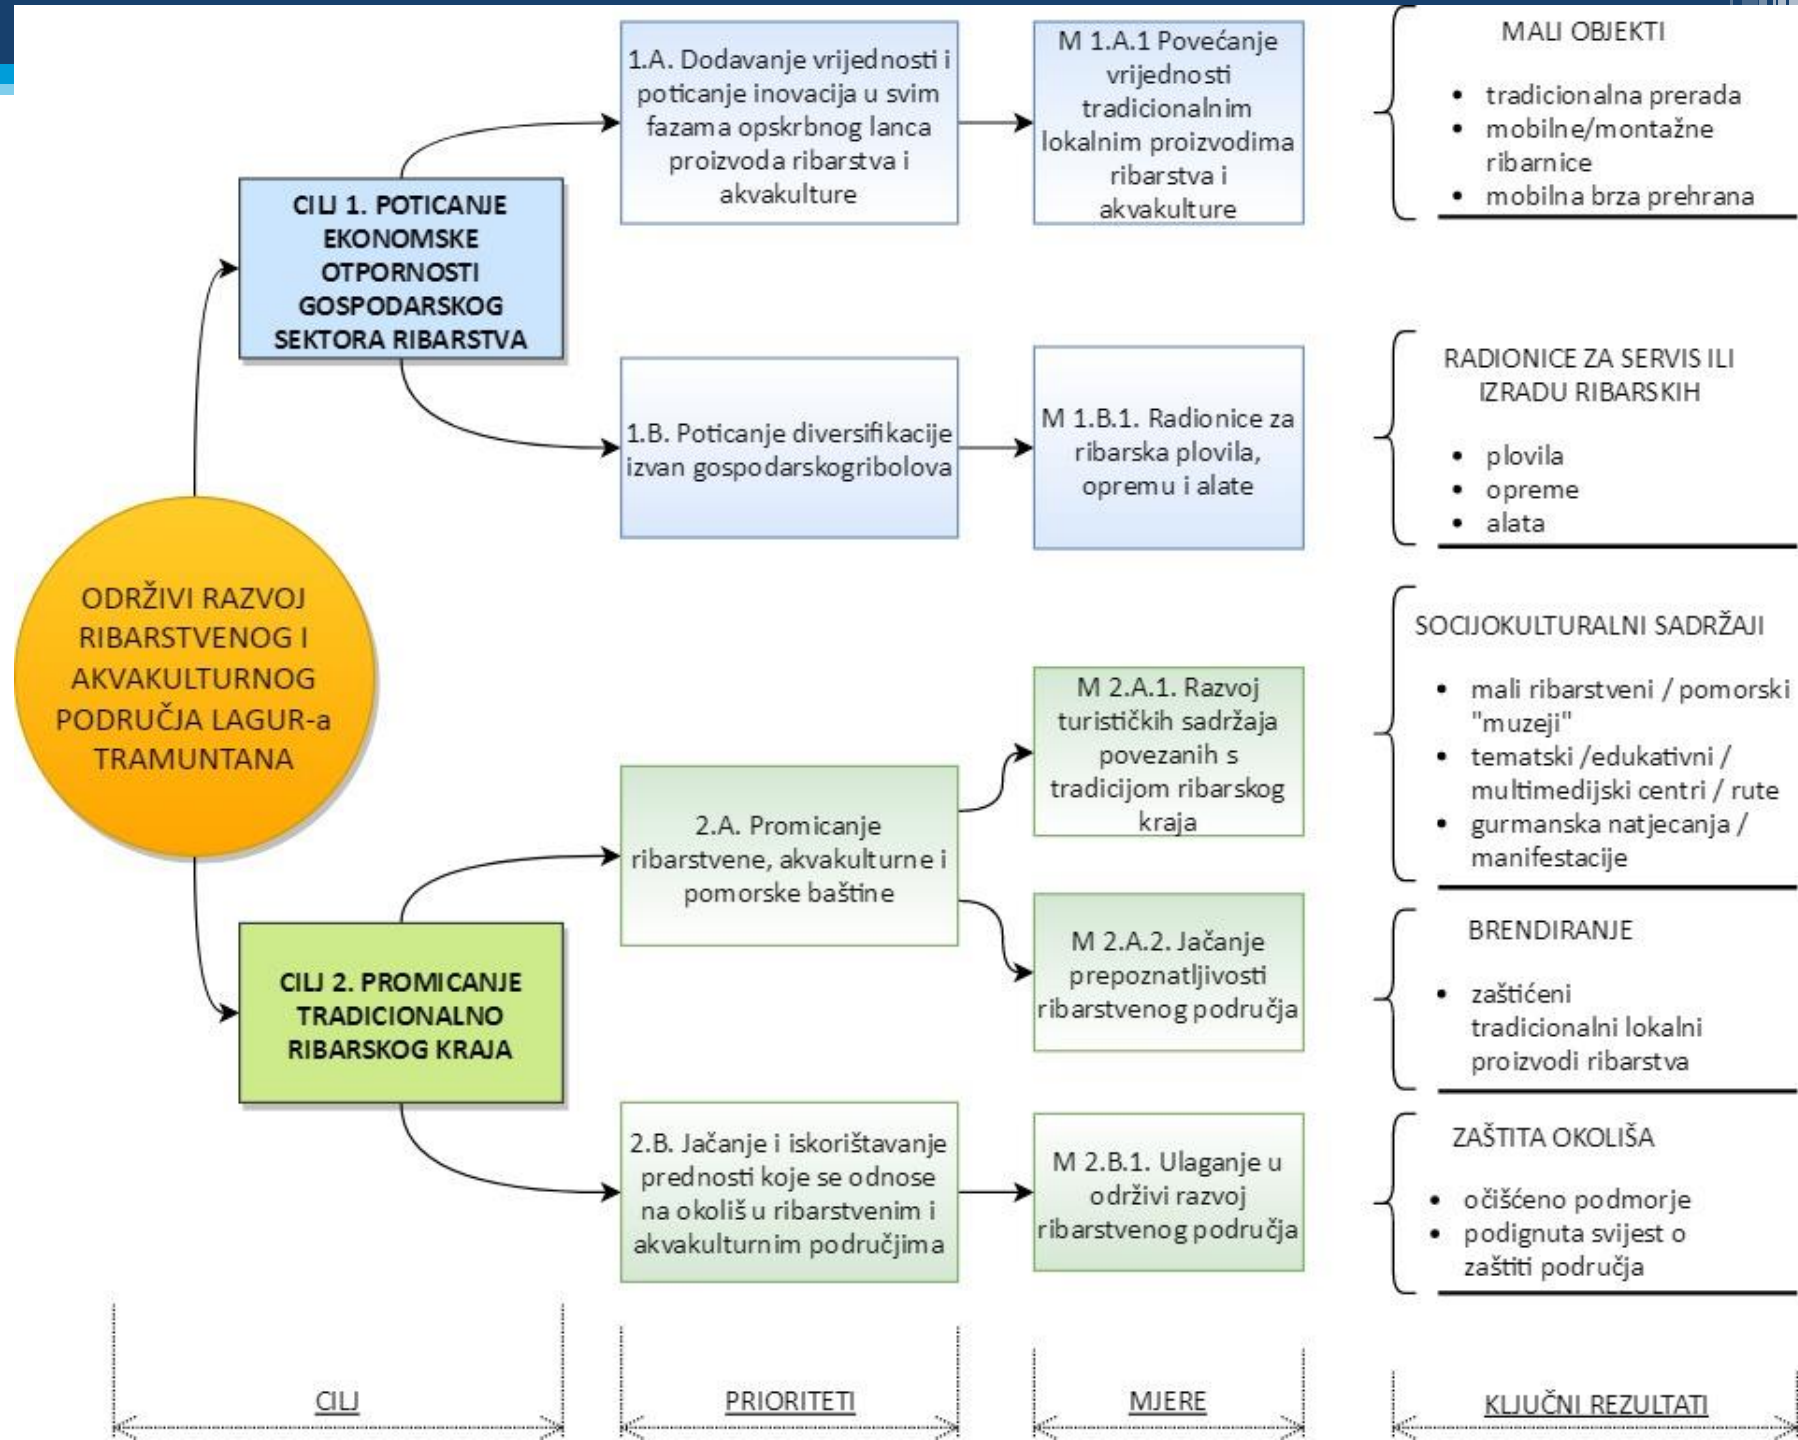 ODRŽIVI RAZVOJ
RIBARSTVENOG I
AKVAKULTURNOG
PODRUČJA LAGUR-a
TRAMUNTANA
CILJ 1. POTICANJE
EKONOMSKE
OTPORNOSTI
GOSPODARSKOG
SEKTORA RIBARSTVA
1.A. Dodavanje vrijednosti i
poticanje inovacija u svim
fazama opskrbnog lanca
proizvoda ribarstva i
akvakulture
M 1.A.1 Povećanje
vrijednosti
tradicionalnim
lokalnim proizvodima
ribarstva i
akvakulture
MALI OBJEKTI
• tradicionalna prerada
• mobilne/montažne
ribarnice
• mobilna brza prehrana
1.B. Poticanje diversifikacije
izvan gospodarskogribolova
M 1.B.1. Radionice za
ribarska plovila,
opremu i alate
RADIONICE ZA SERVIS ILI
IZRADU RIBARSKIH
• plovila
• opreme
• alata
CILJ 2. PROMICANJE
TRADICIONALNO
RIBARSKOG KRAJA
2.A. Promicanje
ribarstvene, akvakulturne i
pomorske baštine
M 2.A.1. Razvoj
turističkih sadržaja
povezanih s
tradicijom ribarskog
kraja
SOCIJOKULTURALNI SADRŽAJI
• mali ribarstveni / pomorski
"muzeji"
• tematski /edukativni /
multimedijski centri / rute
• gurmanska natjecanja /
manifestacije
M 2.A.2. Jačanje
prepoznatljivosti
ribarstvenog područja
BRENDIRANJE
• zaštićeni
tradicionalni lokalni
proizvodi ribarstva
2.B. Jačanje i iskorištavanje
prednosti koje se odnose
na okoliš u ribarstvenim i
akvakulturnim područjima
M 2.B.1. Ulaganje u
održivi razvoj
ribarstvenog područja
ZAŠTITA OKOLIŠA
• očišćeno podmorje
• podignuta svijest o
zaštiti područja
CILJ
PRIORITETI
MJERE
KLJUČNI REZULTATI